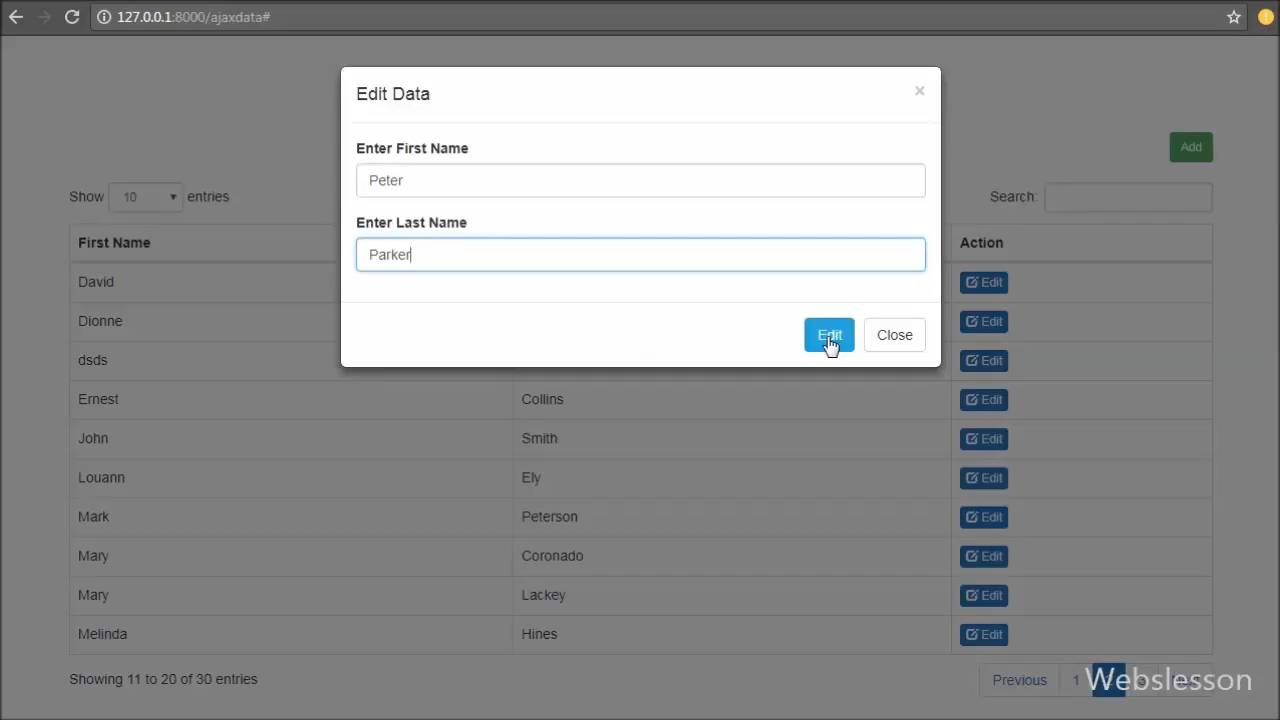 127.0.0.1:8000/ajaxdata#
Edit Data ×
Enter First Name
Peter
Enter Last Name
Parker
Edit Close
Add
Show 10 entries Search:
First Name Action
David Edit
Dionne Edit
dsds Edit
Ernest Collins Edit
John Smith Edit
Louann Ely Edit
Mark Peterson Edit
Mary Coronado Edit
Mary Lackey Edit
Melinda Hines Edit
Showing 11 to 20 of 30 entries Previous 1
Webslesson